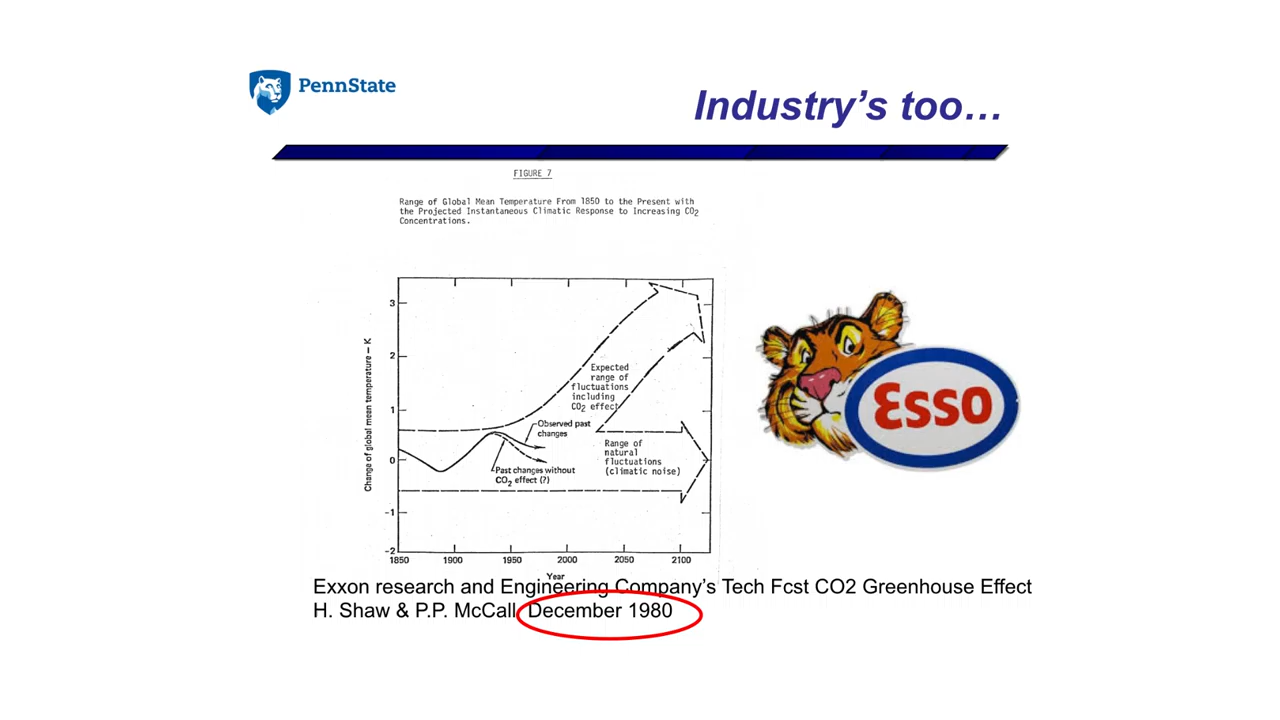 PennState
Industry's too…
FIGURE 7
Range of Global Mean Temperature From 1850 to the Present with
the Projected Instantaneous Climatic Response to Increasing CO2
Concentrations.
3
2
1
0
-1
-2
Change of global mean temperature – K
Expected
range of
fluctuations
including
CO2 effect
Observed past
changes
Range of
natural
fluctuations
(climatic noise)
Past changes without
CO2 effect (?)
1850 1900 1950 2000 2050 2100
Year
Esso
Exxon research and Engineering Company's Tech Fcst CO2 Greenhouse Effect
H. Shaw & P.P. McCall, December 1980